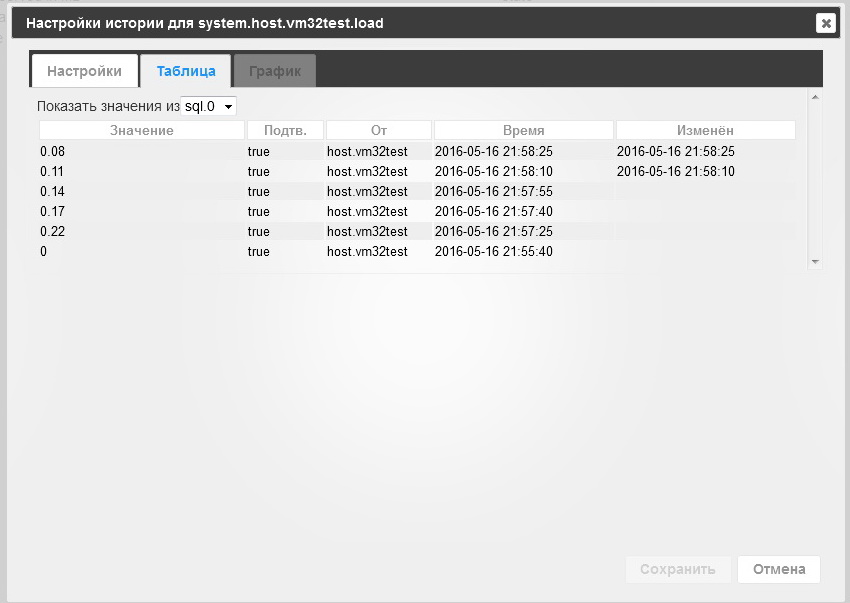 Настройки истории для system.host.vm32test.load
Настройки Таблица График
Показать значения из sql.0
Значение Подтв. От Время Изменён
0.08 true host.vm32test 2016-05-16 21:58:25 2016-05-16 21:58:25
0.11 true host.vm32test 2016-05-16 21:58:10 2016-05-16 21:58:10
0.14 true host.vm32test 2016-05-16 21:57:55
0.17 true host.vm32test 2016-05-16 21:57:40
0.22 true host.vm32test 2016-05-16 21:57:25
0 true host.vm32test 2016-05-16 21:55:40
Сохранить Отмена